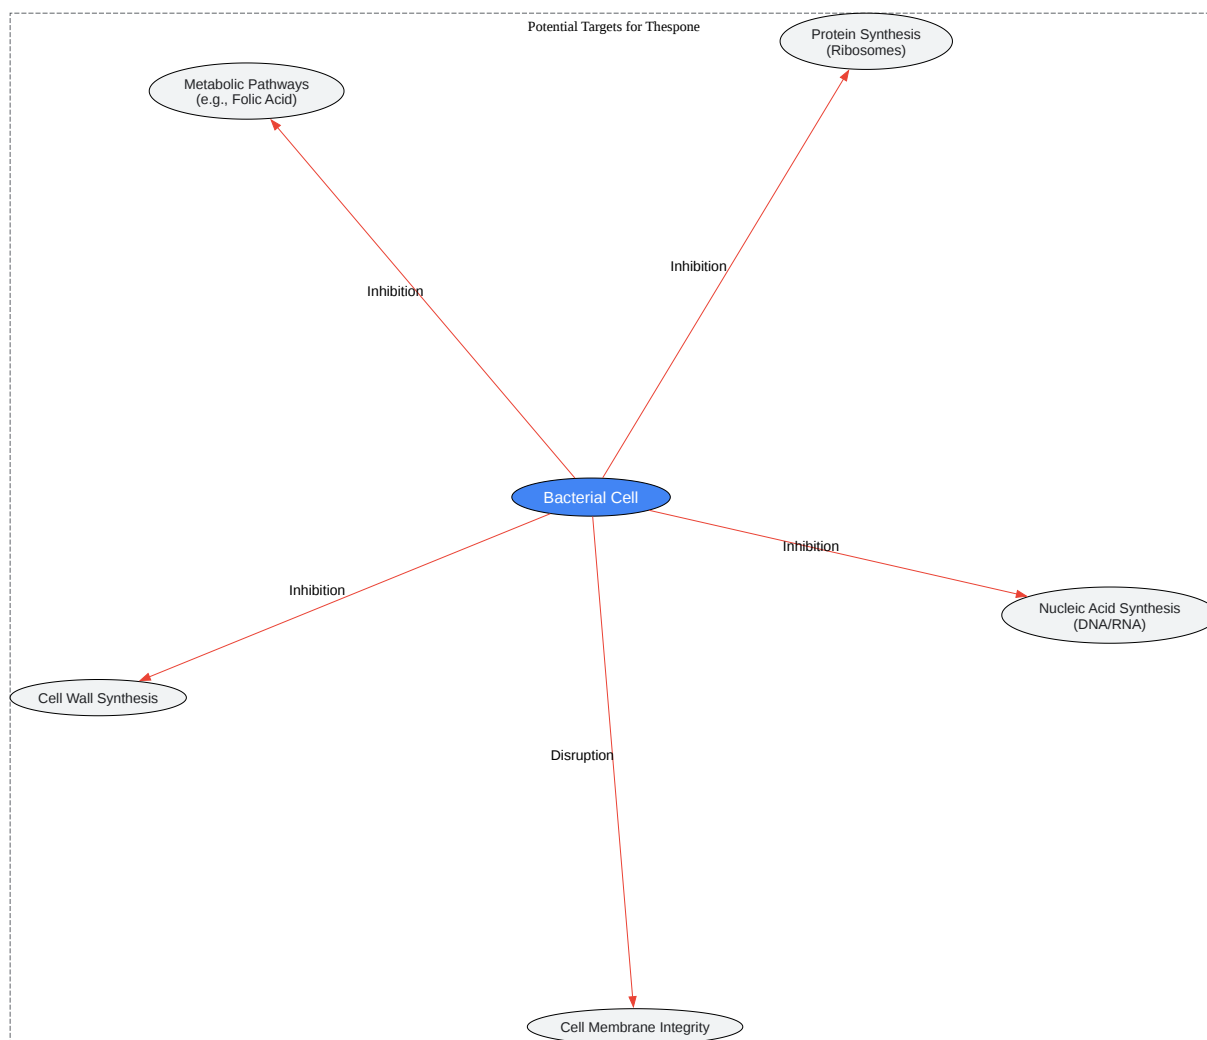 Potential Targets for Thespone
Protein Synthesis
(Ribosomes)
Metabolic Pathways
(e.g., Folic Acid)
Inhibition
Inhibition
Bacterial Cell
Inhibition
Inhibition
Nucleic Acid Synthesis
(DNA/RNA)
Cell Wall Synthesis
Disruption
Cell Membrane Integrity